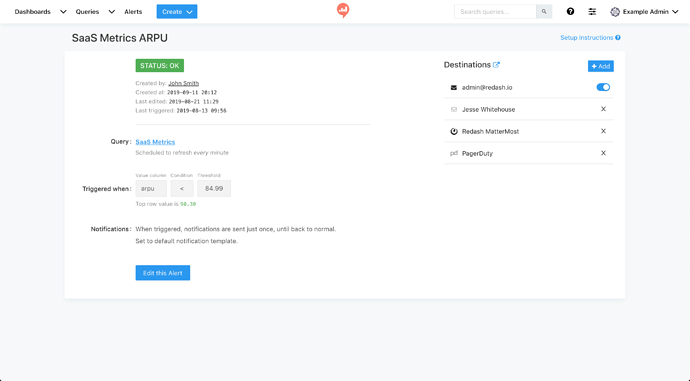 Dashboards Queries Alerts Create Search queries... Example Admin
SaaS Metrics ARPU
Setup Instructions
STATUS: OK
Created by: John Smith
Created at: 2019-09-11 20:12
Last edited: 2019-08-21 11:29
Last triggered: 2019-08-13 09:56
Query: SaaS Metrics
Scheduled to refresh every minute
Value column Condition Threshold
Triggered when: arpu < 84.99
Top row value is 98.30
Notifications: When triggered, notifications are sent just once, until back to normal.
Set to default notification template.
Edit this Alert
Destinations
+ Add
admin@redash.io
Jesse Whitehouse
Redash MatterMost
pd PagerDuty